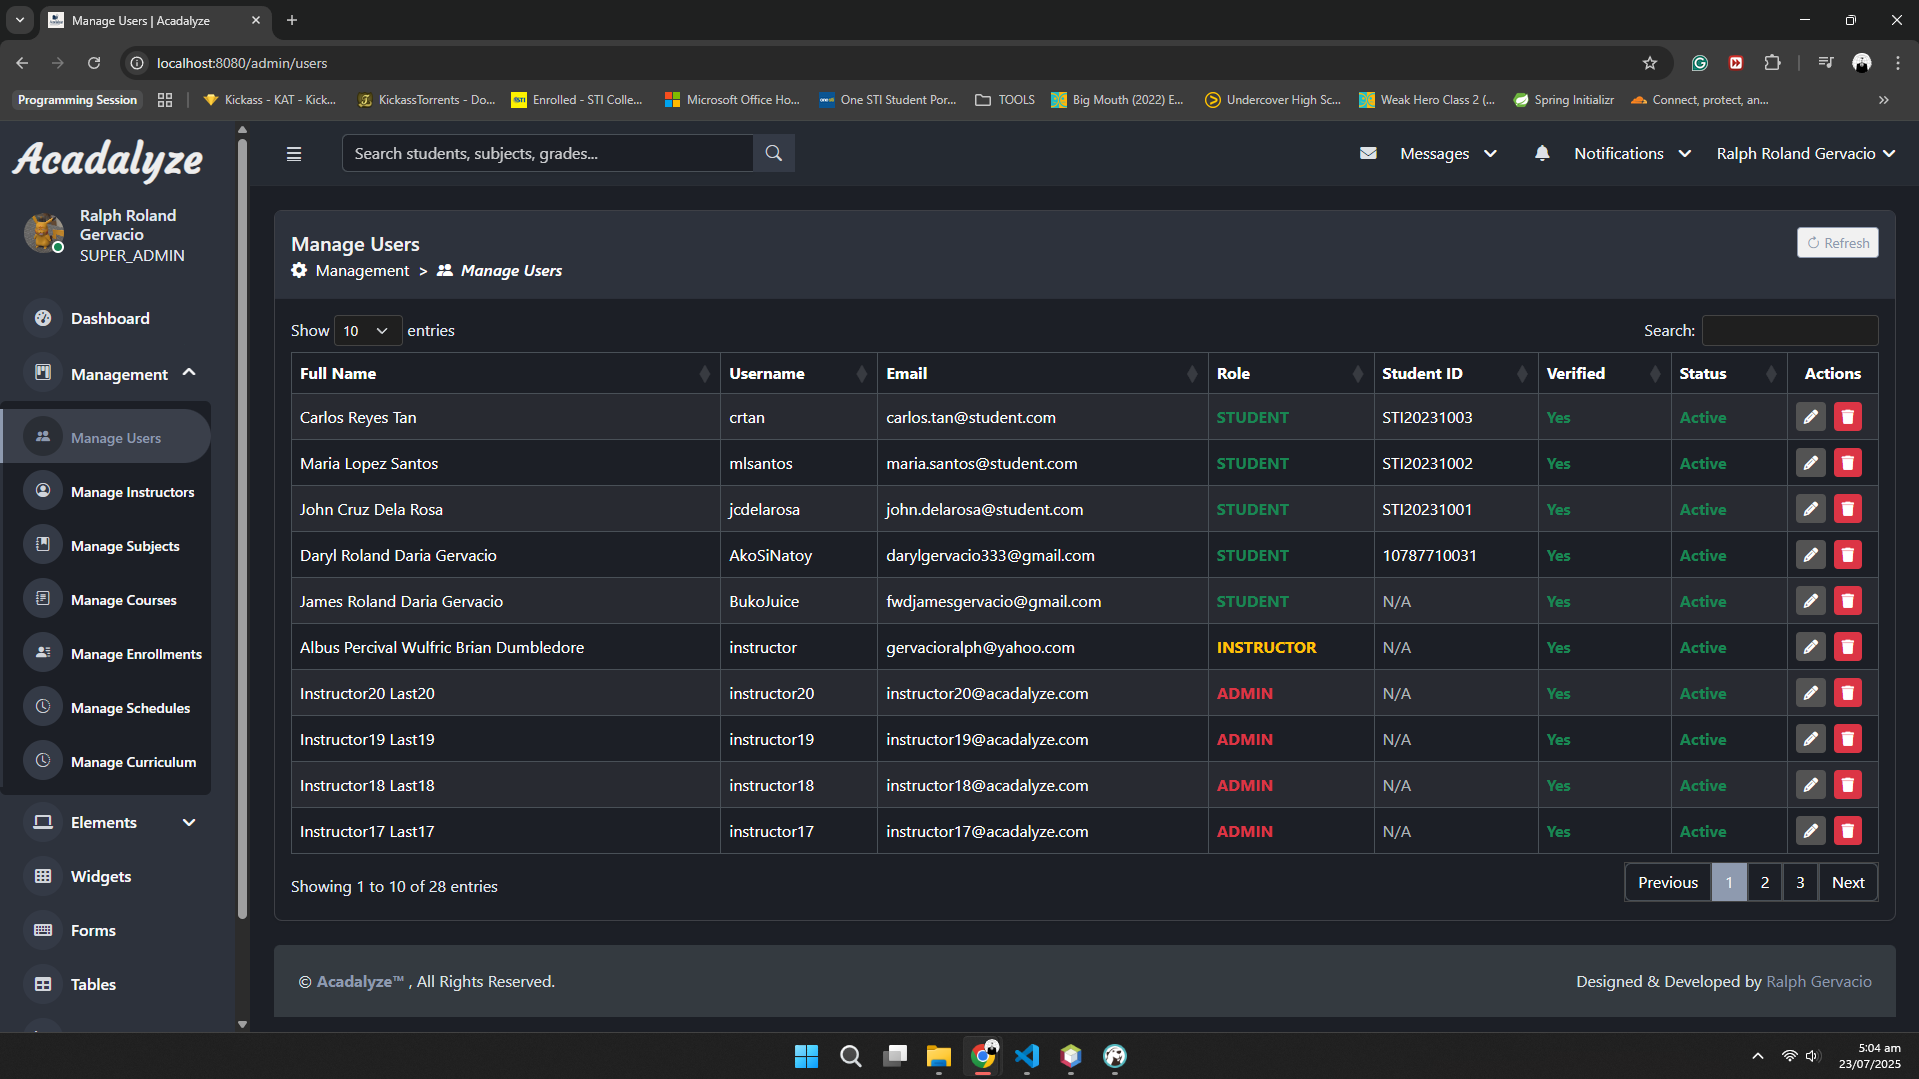 Manage Users | Acadalyze
localhost:8080/admin/users
Programming Session
Kickass - KAT - Kick...
KickassTorrents - Do...
Enrolled - STI Colle...
Microsoft Office Ho...
One STI Student Por...
TOOLS
Big Mouth (2022) E...
Undercover High Sc...
Weak Hero Class 2 (...
Spring Initializr
Connect, protect, an...
Acadalyze
Search students, subjects, grades...
Messages
Notifications
Ralph Roland Gervacio
Ralph Roland
Gervacio
SUPER_ADMIN
Dashboard
Management
Manage Users
Manage Instructors
Manage Subjects
Manage Courses
Manage Enrollments
Manage Schedules
Manage Curriculum
Elements
Widgets
Forms
Tables
Manage Users
Refresh
Management > Manage Users
Show 10 entries
Search:
Full Name Username Email Role Student ID Verified Status Actions
Carlos Reyes Tan crtan carlos.tan@student.com STUDENT STI20231003 Yes Active
Maria Lopez Santos mlsantos maria.santos@student.com STUDENT STI20231002 Yes Active
John Cruz Dela Rosa jcdelarosa john.delarosa@student.com STUDENT STI20231001 Yes Active
Daryl Roland Daria Gervacio AkoSiNatoy darylgervacio333@gmail.com STUDENT 10787710031 Yes Active
James Roland Daria Gervacio BukoJuice fwdjamesgervacio@gmail.com STUDENT N/A Yes Active
Albus Percival Wulfric Brian Dumbledore instructor gervacioralph@yahoo.com INSTRUCTOR N/A Yes Active
Instructor20 Last20 instructor20 instructor20@acadalyze.com ADMIN N/A Yes Active
Instructor19 Last19 instructor19 instructor19@acadalyze.com ADMIN N/A Yes Active
Instructor18 Last18 instructor18 instructor18@acadalyze.com ADMIN N/A Yes Active
Instructor17 Last17 instructor17 instructor17@acadalyze.com ADMIN N/A Yes Active
Showing 1 to 10 of 28 entries
Previous 1 2 3 Next
© Acadalyze™ , All Rights Reserved.
Designed & Developed by Ralph Gervacio
5:04 am
23/07/2025